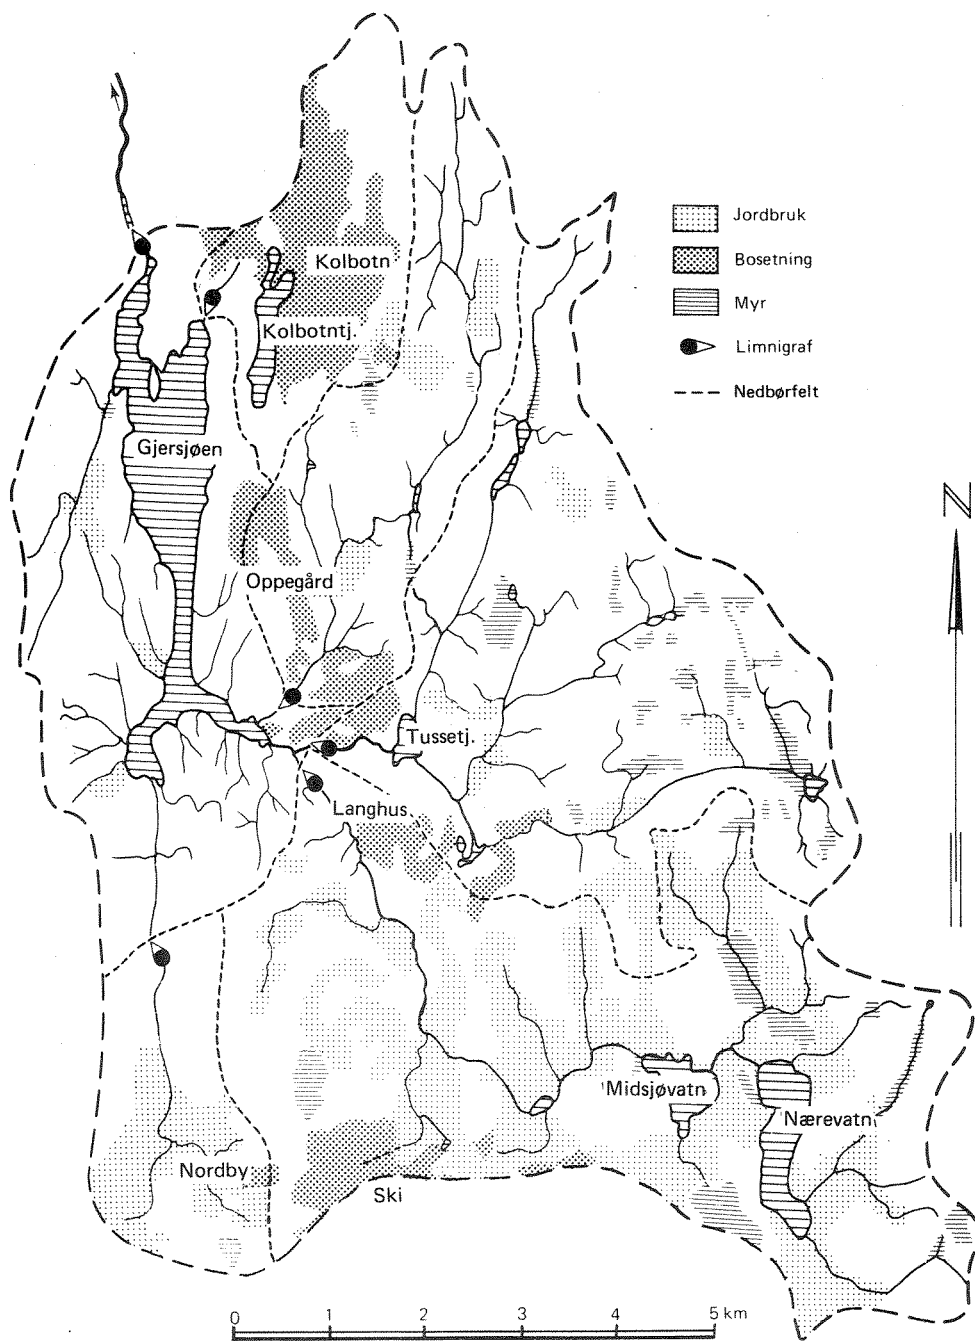 Jordbruk
Bosetning
Myr
Limnigraf
Nedbørfelt
Kolbotn
Kolbotntj.
Gjersjøen
Oppegård
Tussetj.
Langhus
Midsjøvatn
Nærevatn
Nordby
Ski
N
0 1 2 3 4 5 km